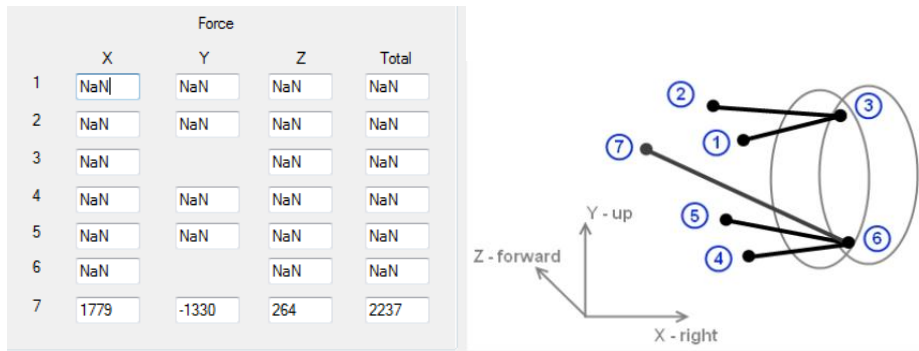 Force
X Y Z Total
1 NaN NaN NaN NaN
2 NaN NaN NaN NaN
3 NaN NaN NaN
4 NaN NaN NaN NaN
5 NaN NaN NaN NaN
6 NaN NaN NaN
7 1779 -1330 264 2237
2
3
1
7
Y - up
5
6
Z - forward
4
X - right